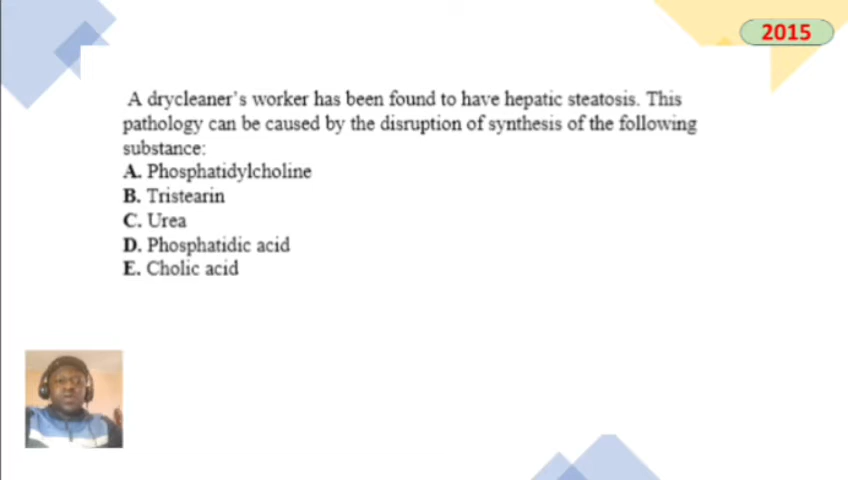 2015
A drycleaner's worker has been found to have hepatic steatosis. This
pathology can be caused by the disruption of synthesis of the following
substance:
A. Phosphatidylcholine
B. Tristearin
C. Urea
D. Phosphatidic acid
E. Cholic acid